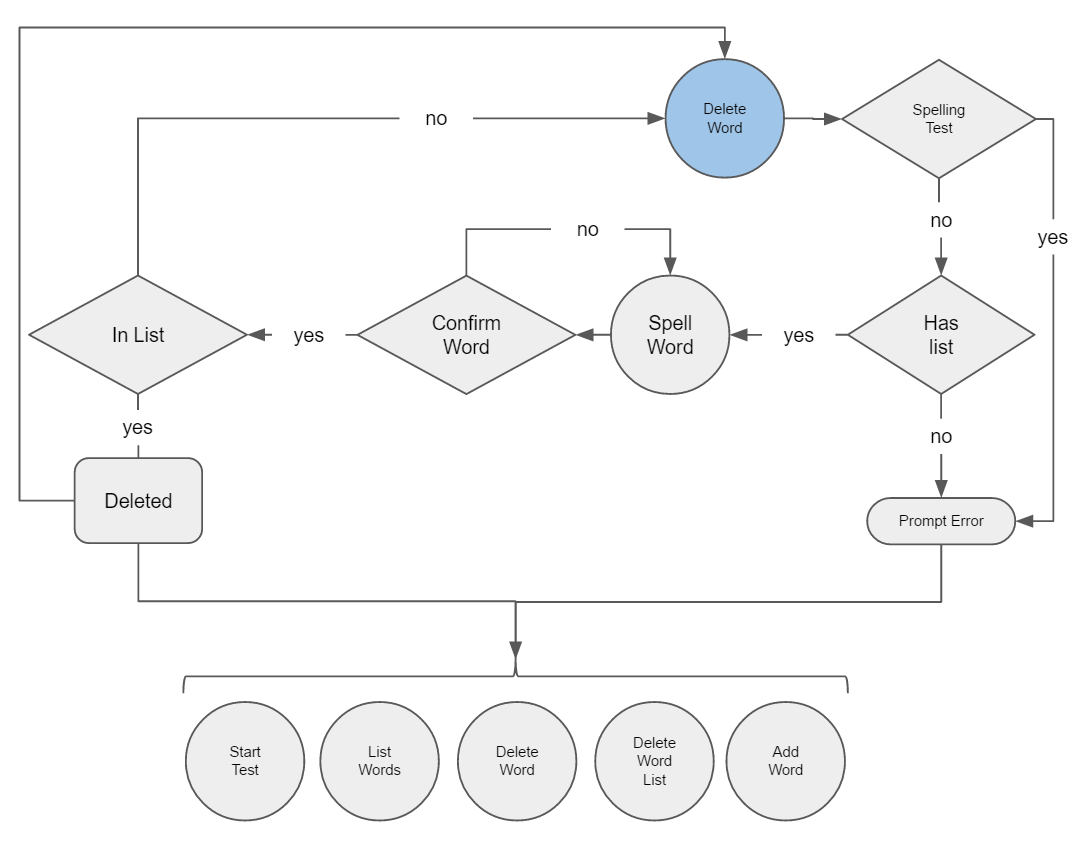 Delete
Word
Spelling
Test
no
no
yes
no
In List
yes
Confirm
Word
Spell
Word
yes
Has
list
yes
no
Deleted
Prompt Error
Start
Test
List
Words
Delete
Word
Delete
Word
List
Add
Word